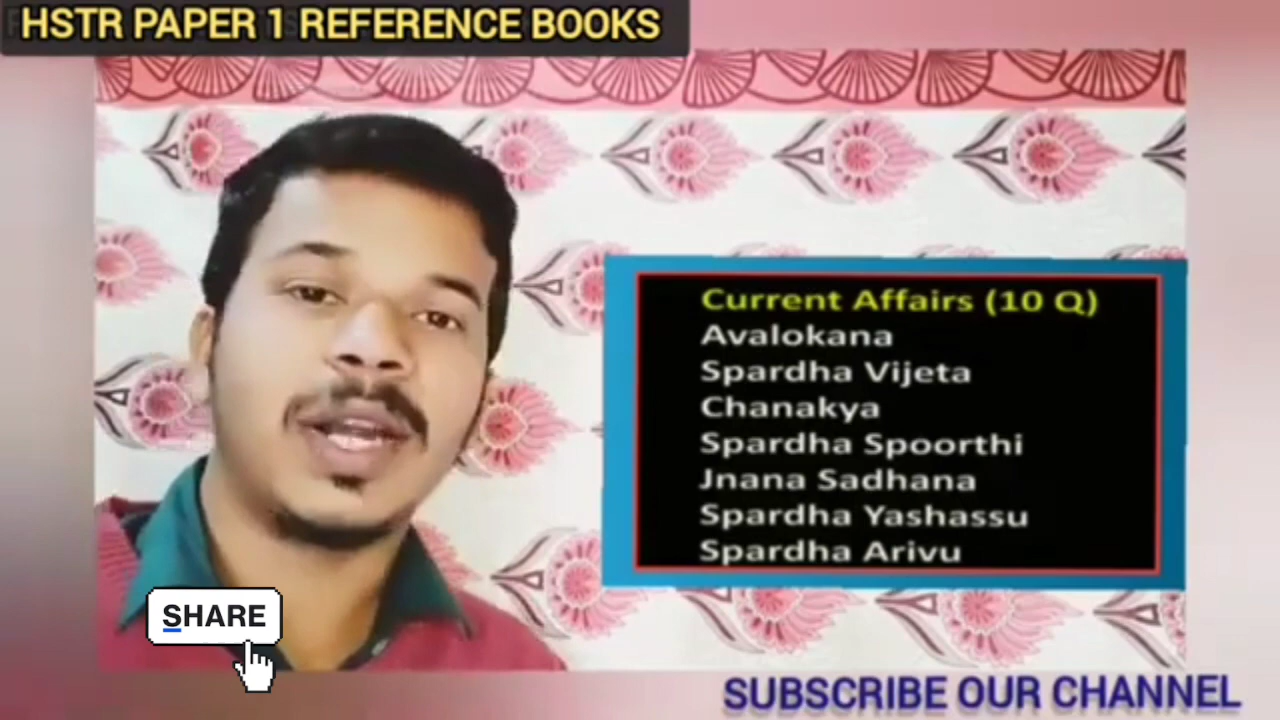 HSTR PAPER 1 REFERENCE BOOKS
Current Affairs (10 Q)
Avalokana
Spardha Vijeta
Chanakya
Spardha Spoorthi
Jnana Sadhana
Spardha Yashassu
Spardha Arivu
SHARE
SUBSCRIBE OUR CHANNEL